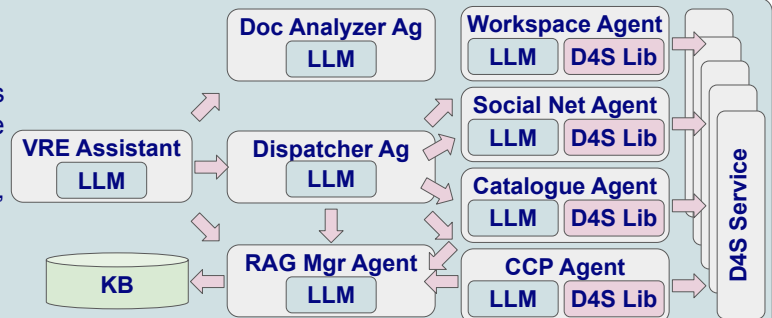 Doc Analyzer Ag
LLM
Workspace Agent
LLM D4S Lib
Social Net Agent
LLM D4S Lib
VRE Assistant
LLM
Dispatcher Ag
LLM
Catalogue Agent
LLM D4S Lib
D4S Service
KB
RAG Mgr Agent
LLM
CCP Agent
LLM D4S Lib